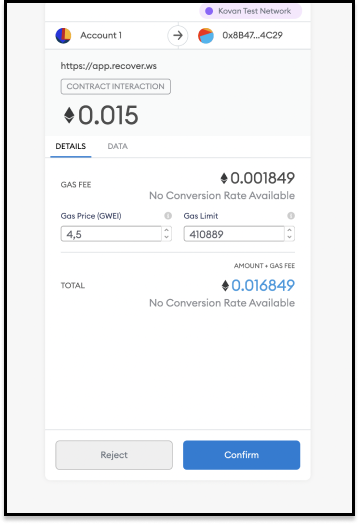 Kovan Test Network
Account 1
0x8B47...4C29
https://app.recover.ws
CONTRACT INTERACTION
0.015
DETAILS
DATA
GAS FEE
0.001849
No Conversion Rate Available
Gas Price (GWEI)
Gas Limit
4,5
410889
AMOUNT + GAS FEE
TOTAL
0.016849
No Conversion Rate Available
Reject
Confirm